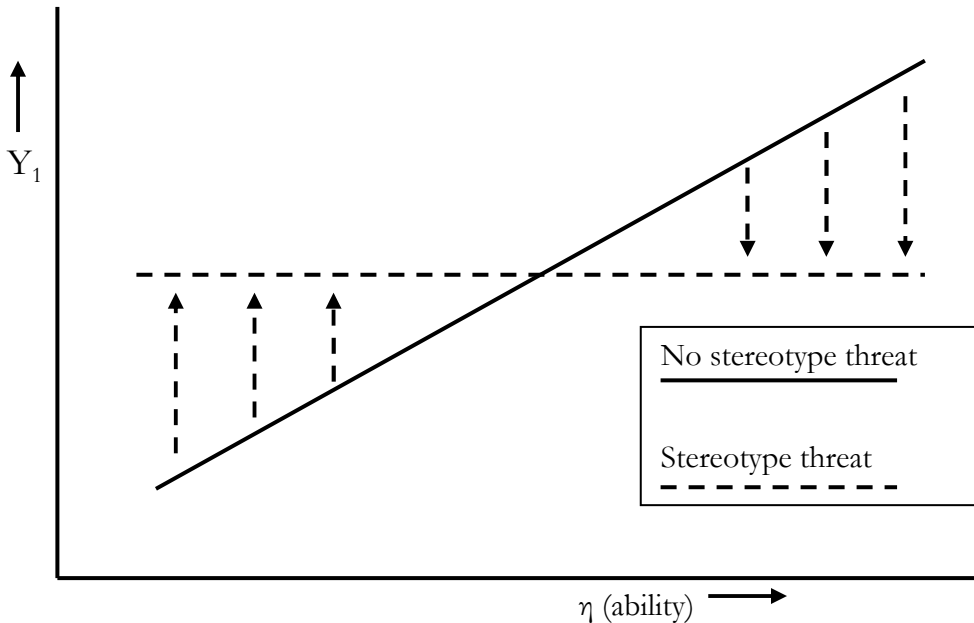 Y₁
No stereotype threat
Stereotype threat
η (ability)